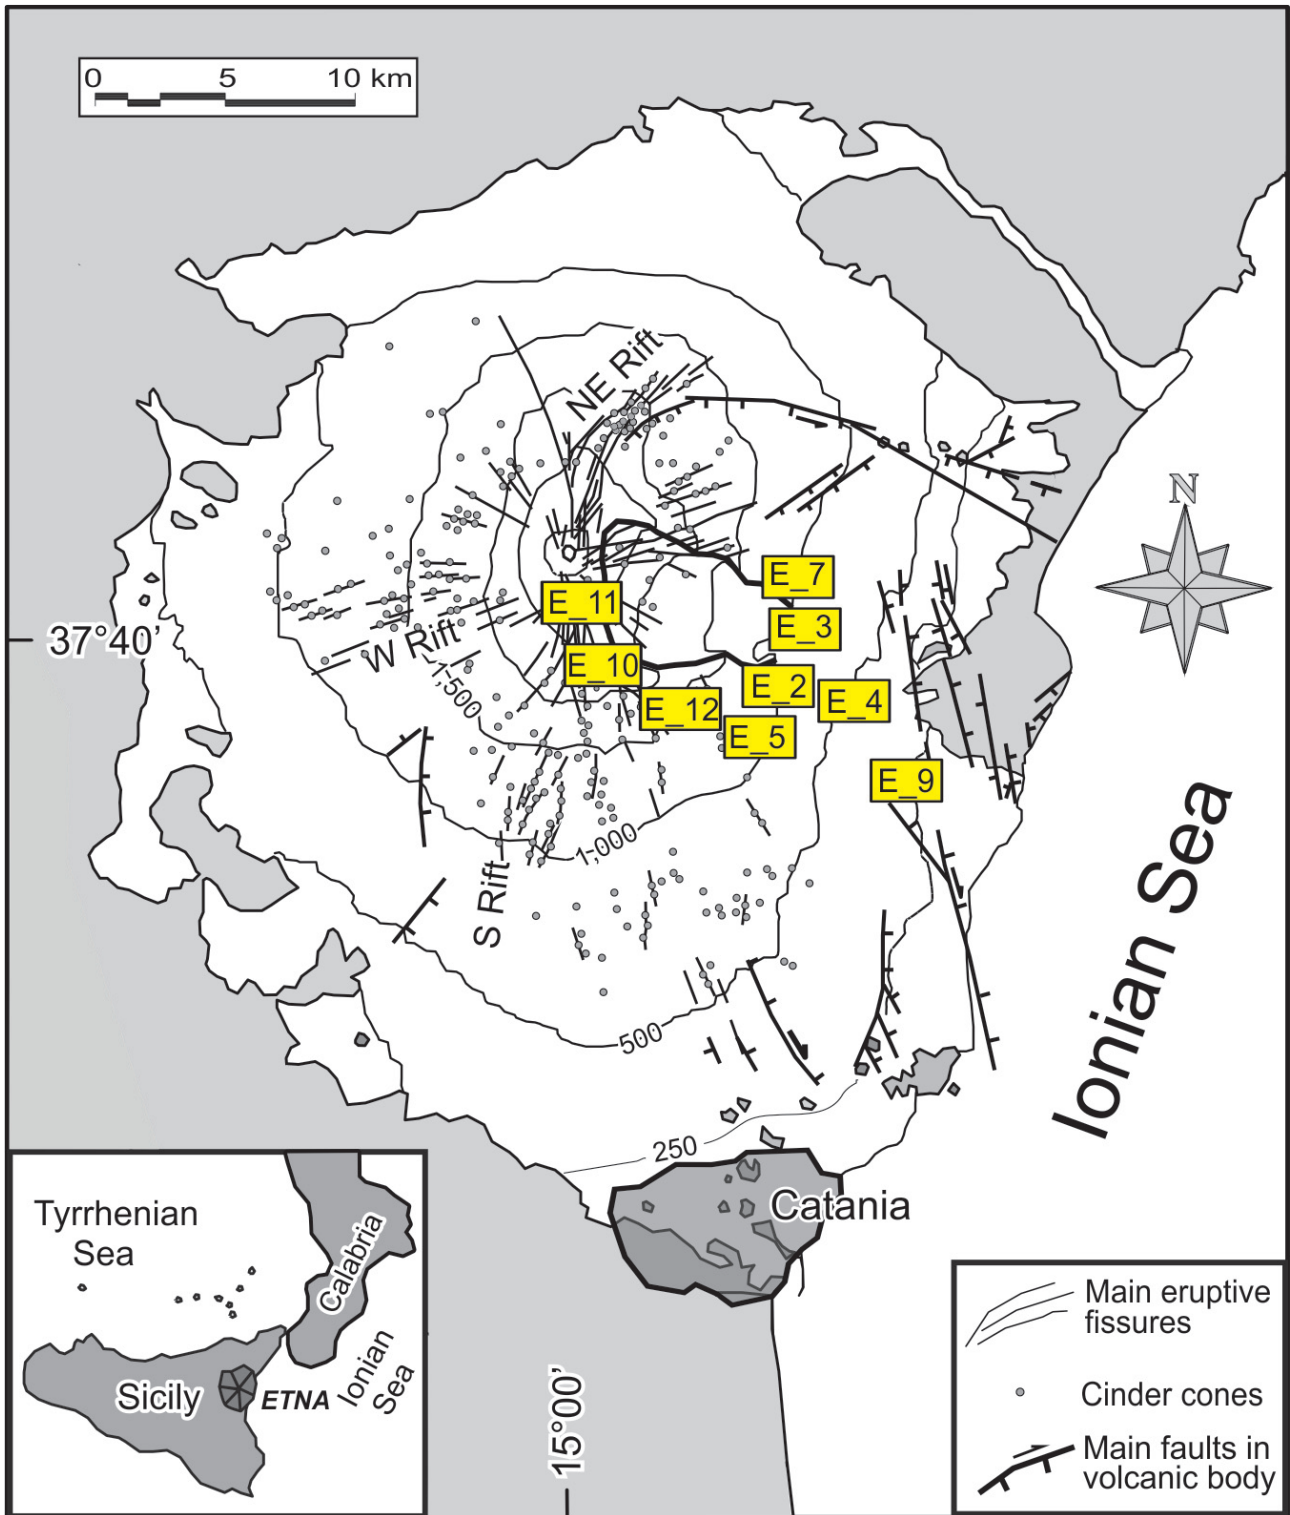 0 5 10 km
NE Rift
N
E_7
E_11
E_3
37°40'
W Rift
E_10
1,500
E_2
E_4
E_12
E_5
E_9
1,000
S Rift
Ionian Sea
500
250
Catania
Tyrrhenian
Sea
Calabria
Ionian
Sea
Sicily
ETNA
15°00'
Main eruptive
fissures
Cinder cones
Main faults in
volcanic body